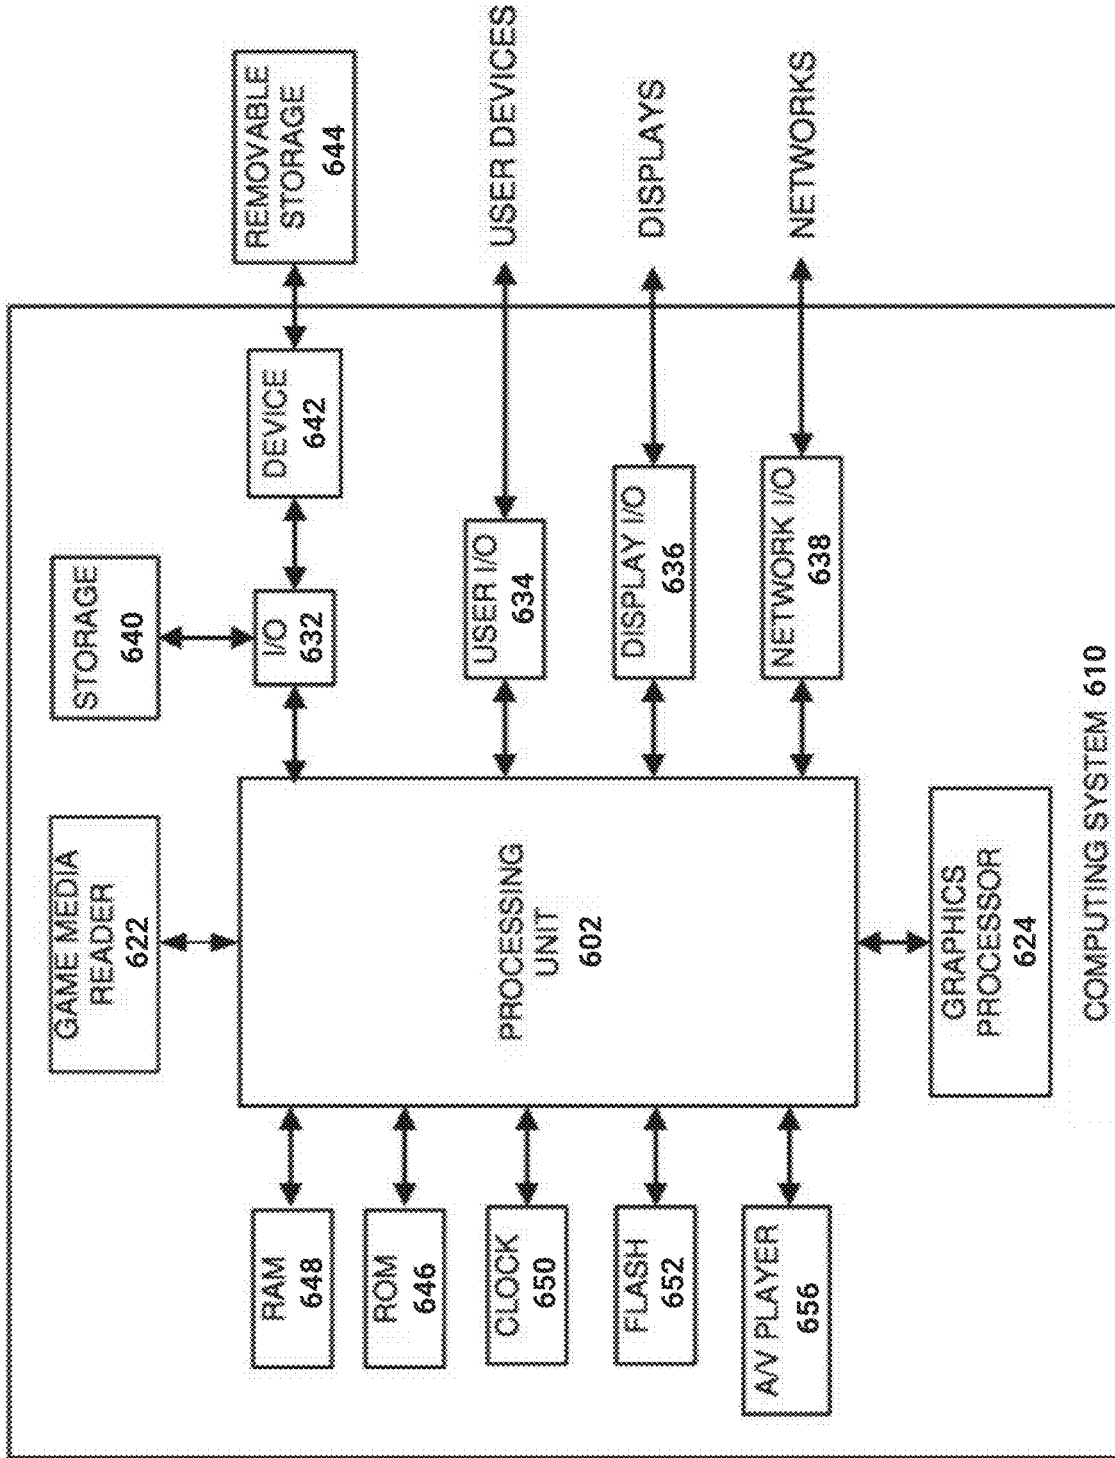 GAME MEDIA
READER
622
STORAGE
640
RAM
648
ROM
646
CLOCK
650
FLASH
652
A/V PLAYER
656
PROCESSING
UNIT
602
I/O
632
DEVICE
642
REMOVABLE
STORAGE
644
USER I/O
634
USER DEVICES
DISPLAY I/O
636
DISPLAYS
NETWORK I/O
638
NETWORKS
GRAPHICS
PROCESSOR
624
COMPUTING SYSTEM 610